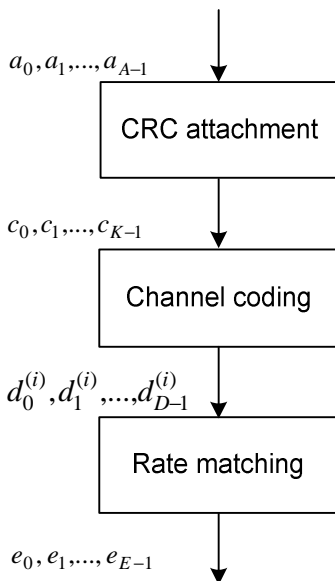 a_0, a_1,..., a_{A-1}
CRC attachment
c_0, c_1,..., c_{K-1}
Channel coding
d_0^{(i)}, d_1^{(i)},..., d_{D-1}^{(i)}
Rate matching
e_0, e_1,..., e_{E-1}